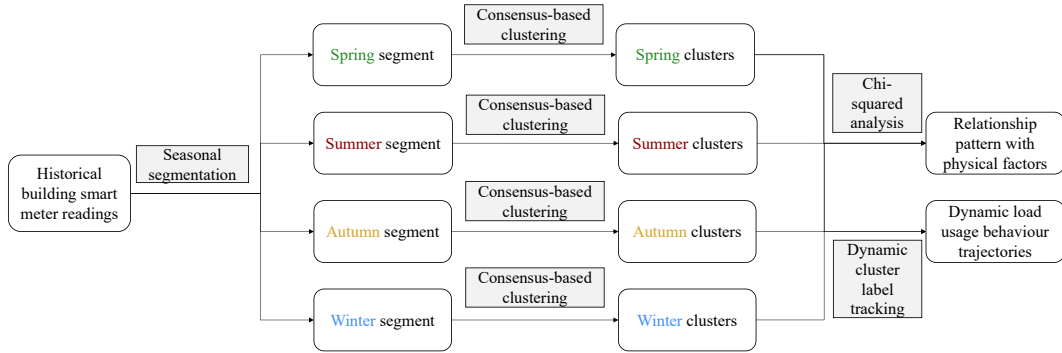 Historical
building smart
meter readings
Seasonal
segmentation
Spring segment
Consensus-based
clustering
Spring clusters
Summer segment
Consensus-based
clustering
Summer clusters
Autumn segment
Consensus-based
clustering
Autumn clusters
Winter segment
Consensus-based
clustering
Winter clusters
Chi-
squared
analysis
Relationship
pattern with
physical factors
Dynamic load
usage behaviour
trajectories
Dynamic
cluster
label
tracking